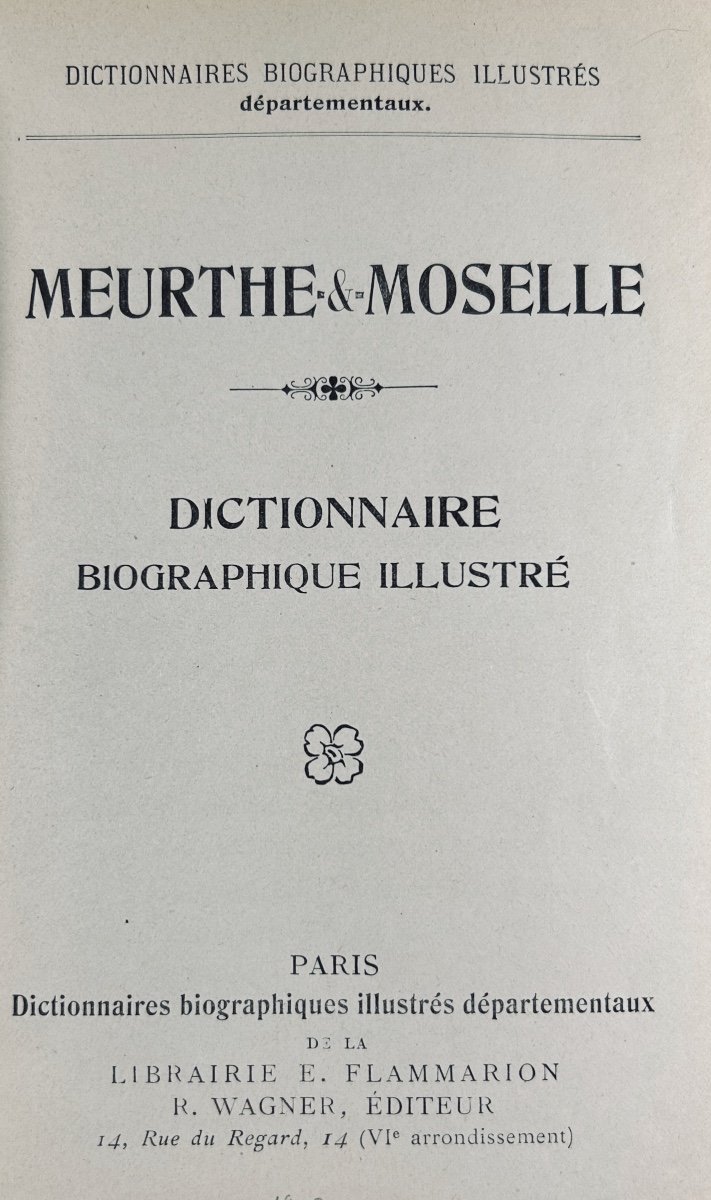 DICTIONNAIRES BIOGRAPHIQUES ILLUSTRÉS
départementaux.
MEURTHE-&-MOSELLE
DICTIONNAIRE
BIOGRAPHIQUE ILLUSTRÉ
PARIS
Dictionnaires biographiques illustrés départementaux
DE LA
LIBRAIRIE E. FLAMMARION
R. WAGNER, ÉDITEUR
14, Rue du Regard, 14 (VIe arrondissement)